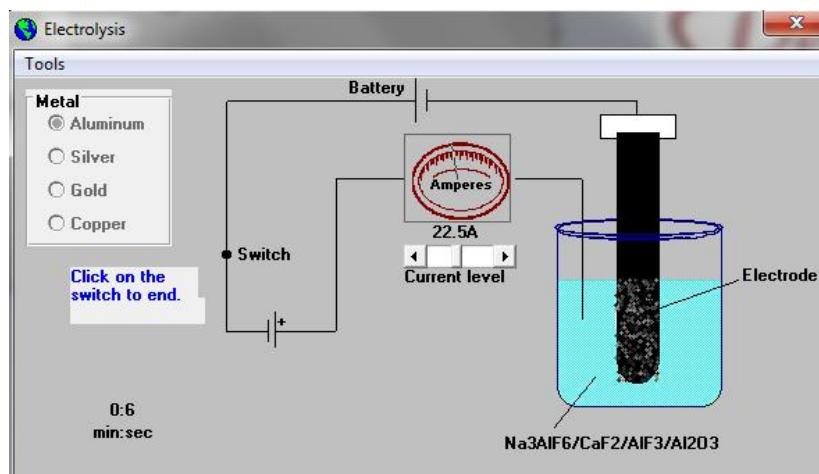 Electrolysis
Tools
Metal
Aluminum
Silver
Gold
Copper
Battery
Amperes
22.5A
Current level
Switch
Click on the
switch to end.
+
Electrode
0:6
min:sec
Na3AlF6/CaF2/AlF3/Al2O3